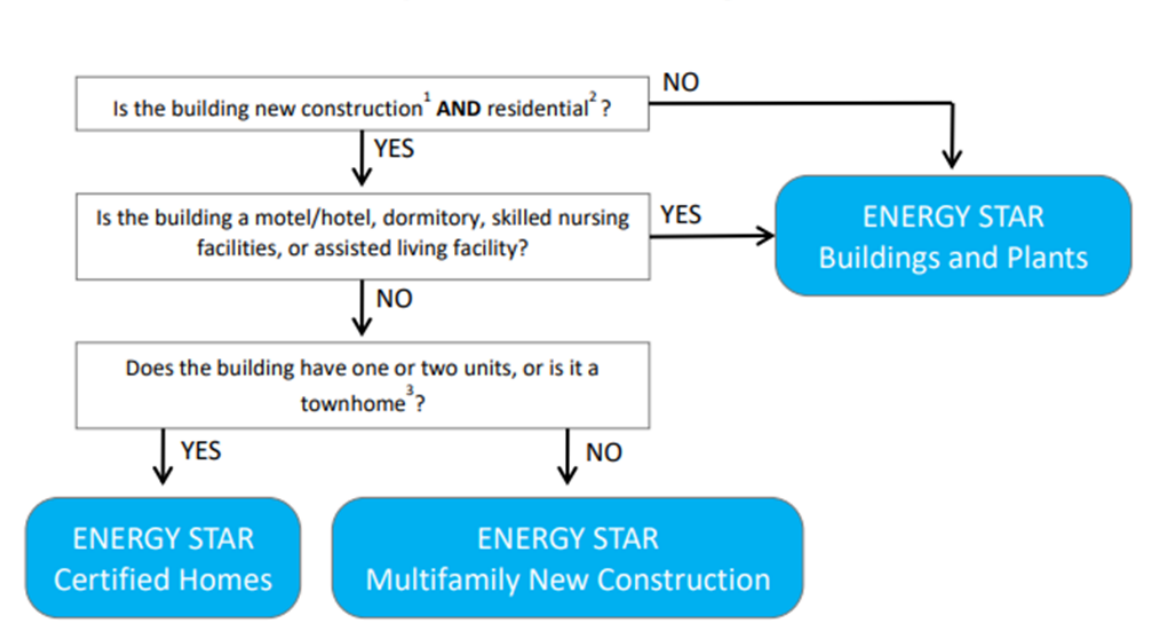 Is the building new construction¹ AND residential²?
NO
YES
Is the building a motel/hotel, dormitory, skilled nursing
facilities, or assisted living facility?
YES
ENERGY STAR
Buildings and Plants
NO
Does the building have one or two units, or is it a
townhome³?
YES
NO
ENERGY STAR
Certified Homes
ENERGY STAR
Multifamily New Construction